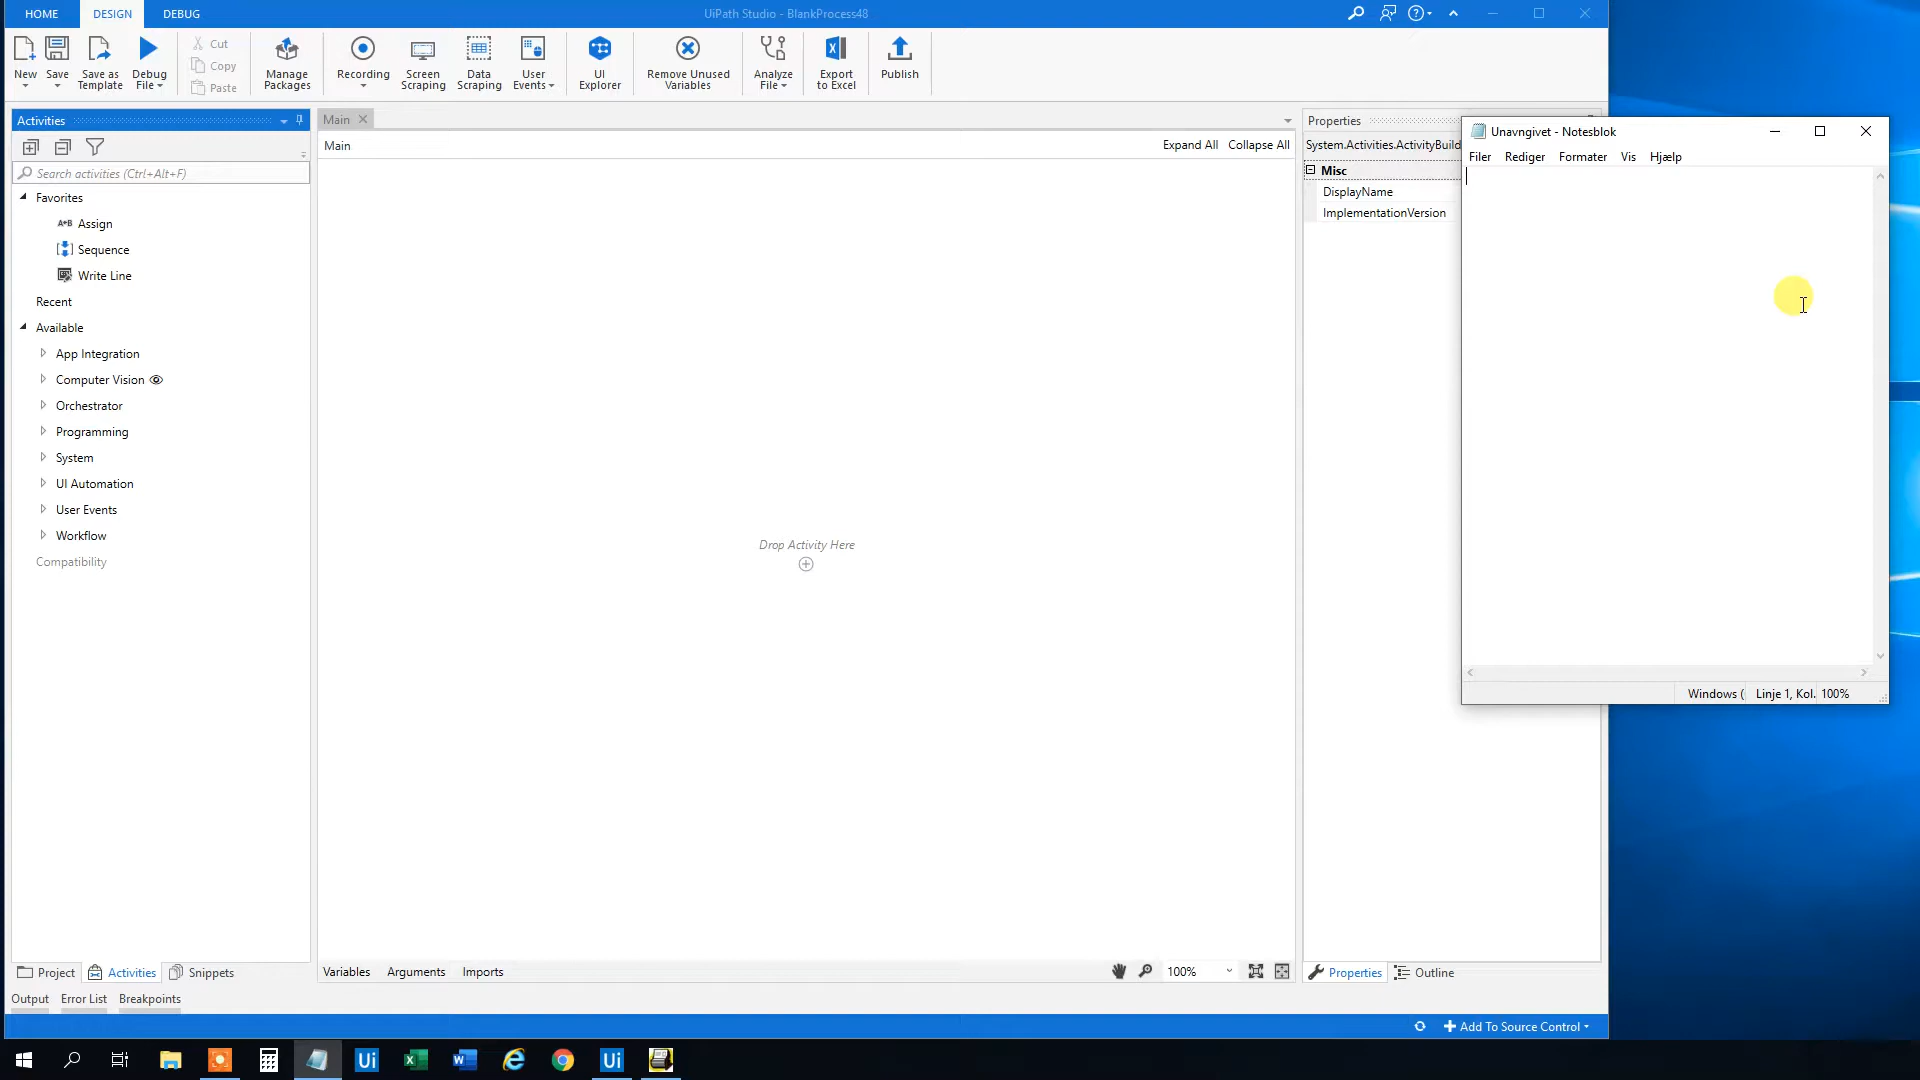 HOME DESIGN DEBUG
UiPath Studio - BlankProcess48
New
Save
Save as Template
Debug File
Cut
Copy
Paste
Manage Packages
Recording
Screen Scraping
Data Scraping
User Events
UI Explorer
Remove Unused Variables
Analyze File
Export to Excel
Publish
Activities
Search activities (Ctrl+Alt+F)
Favorites
Assign
Sequence
Write Line
Recent
Available
App Integration
Computer Vision
Orchestrator
Programming
System
UI Automation
User Events
Workflow
Compatibility
Main
Main
Expand All Collapse All
Drop Activity Here
Properties
System.Activities.ActivityBuild
Misc
DisplayName
ImplementationVersion
Unavngivet - Notesblok
Filer Rediger Formater Vis Hjælp
Windows ( Linje 1, Kol. 100%
Project Activities Snippets
Variables Arguments Imports
100%
Properties Outline
Output Error List Breakpoints
Add To Source Control